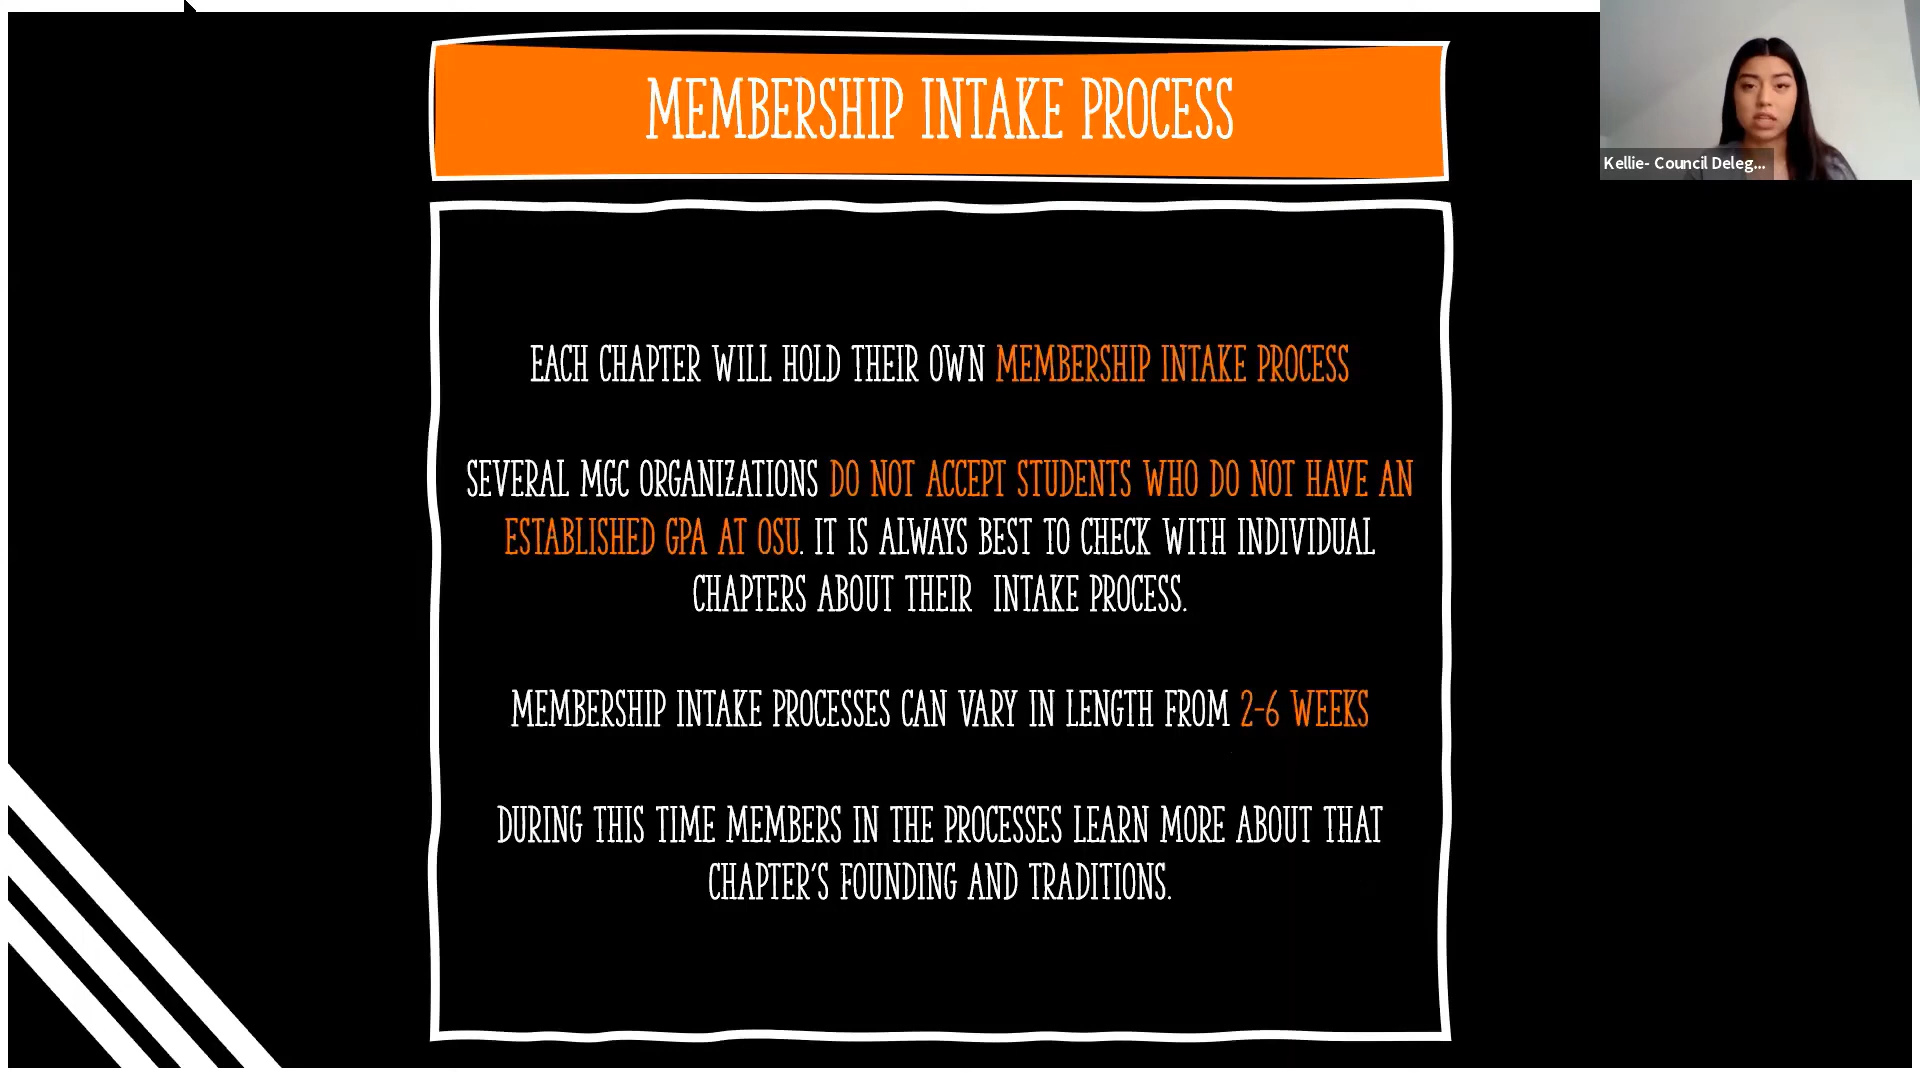 MEMBERSHIP INTAKE PROCESS
Kellie- Council Deleg...
EACH CHAPTER WILL HOLD THEIR OWN MEMBERSHIP INTAKE PROCESS
SEVERAL MGC ORGANIZATIONS DO NOT ACCEPT STUDENTS WHO DO NOT HAVE AN
ESTABLISHED GPA AT OSU. IT IS ALWAYS BEST TO CHECK WITH INDIVIDUAL
CHAPTERS ABOUT THEIR INTAKE PROCESS.
MEMBERSHIP INTAKE PROCESSES CAN VARY IN LENGTH FROM 2-6 WEEKS
DURING THIS TIME MEMBERS IN THE PROCESSES LEARN MORE ABOUT THAT
CHAPTER'S FOUNDING AND TRADITIONS.